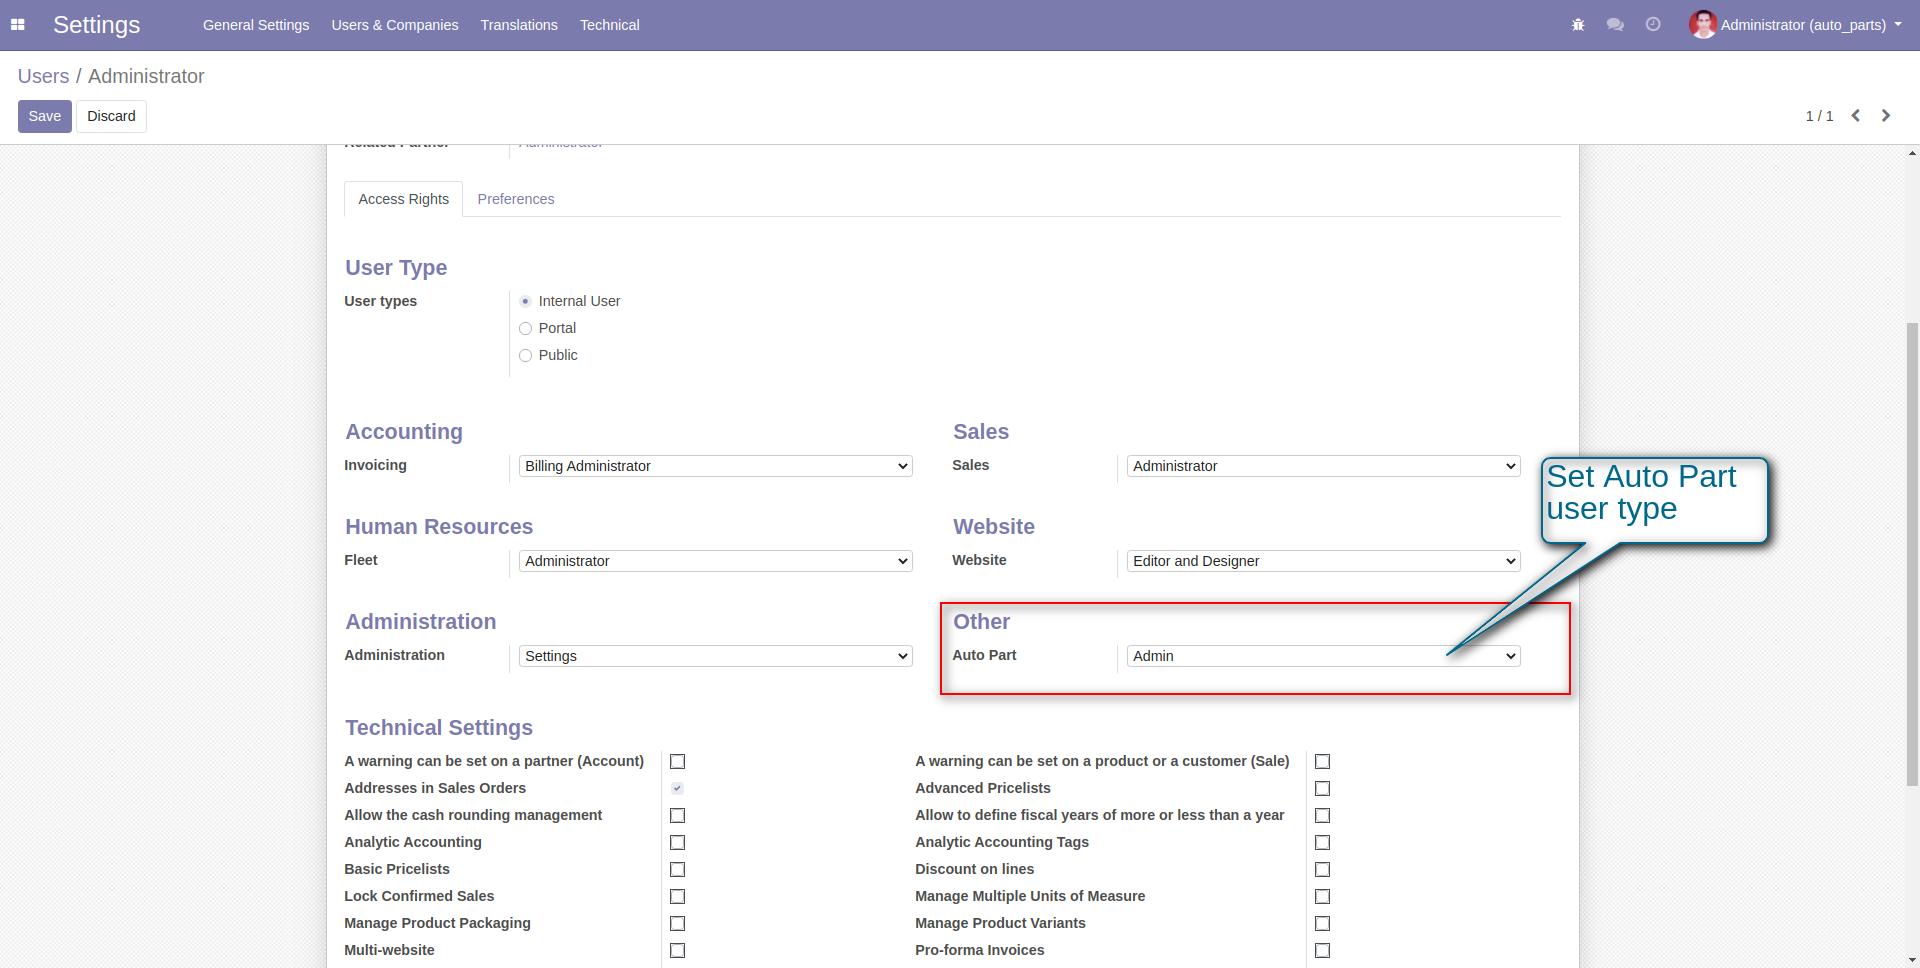 Settings
General Settings
Users & Companies
Translations
Technical
Administrator (auto_parts)
Users / Administrator
Save
Discard
1 / 1
Related Partner
Administrator
Access Rights
Preferences
User Type
User types
Internal User
Portal
Public
Accounting
Invoicing
Billing Administrator
Sales
Sales
Administrator
Set Auto Part
user type
Human Resources
Fleet
Administrator
Website
Website
Editor and Designer
Administration
Administration
Settings
Other
Auto Part
Admin
Technical Settings
A warning can be set on a partner (Account)
A warning can be set on a product or a customer (Sale)
Addresses in Sales Orders
Advanced Pricelists
Allow the cash rounding management
Allow to define fiscal years of more or less than a year
Analytic Accounting
Analytic Accounting Tags
Basic Pricelists
Discount on lines
Lock Confirmed Sales
Manage Multiple Units of Measure
Manage Product Packaging
Manage Product Variants
Multi-website
Pro-forma Invoices